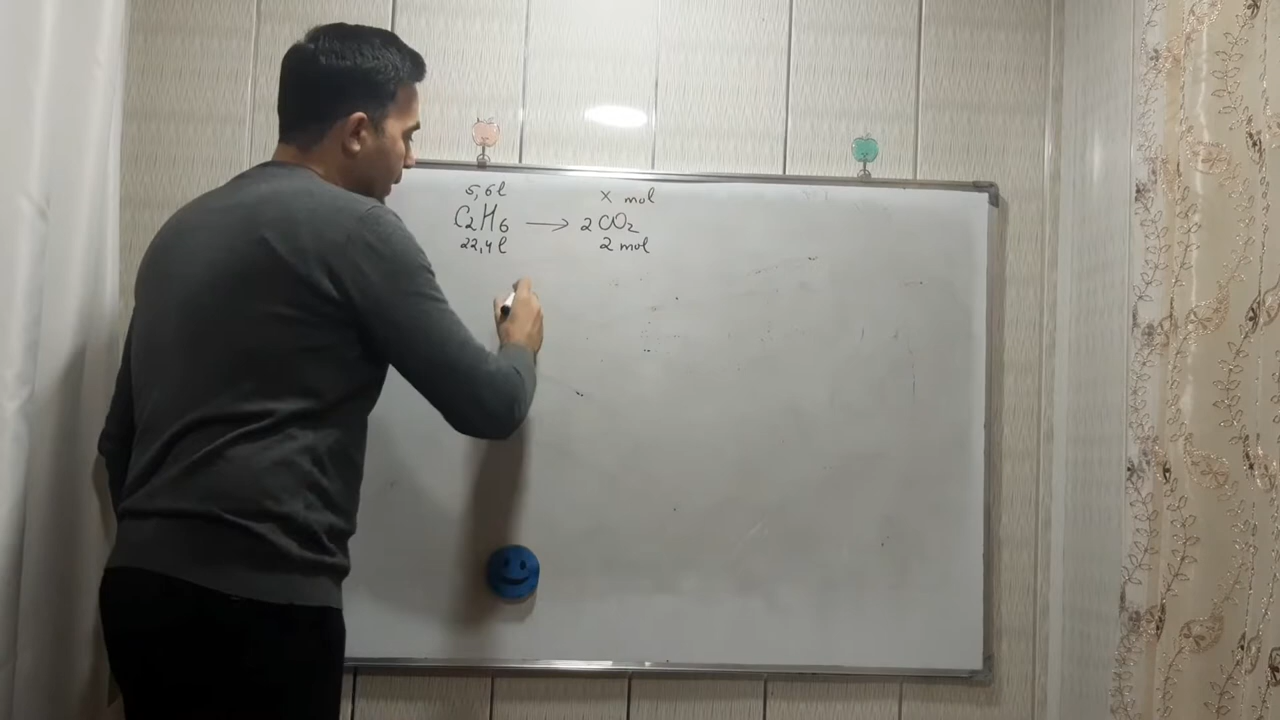 5,6l x mol
C₂H₆ → 2CO₂
22,4l 2 mol